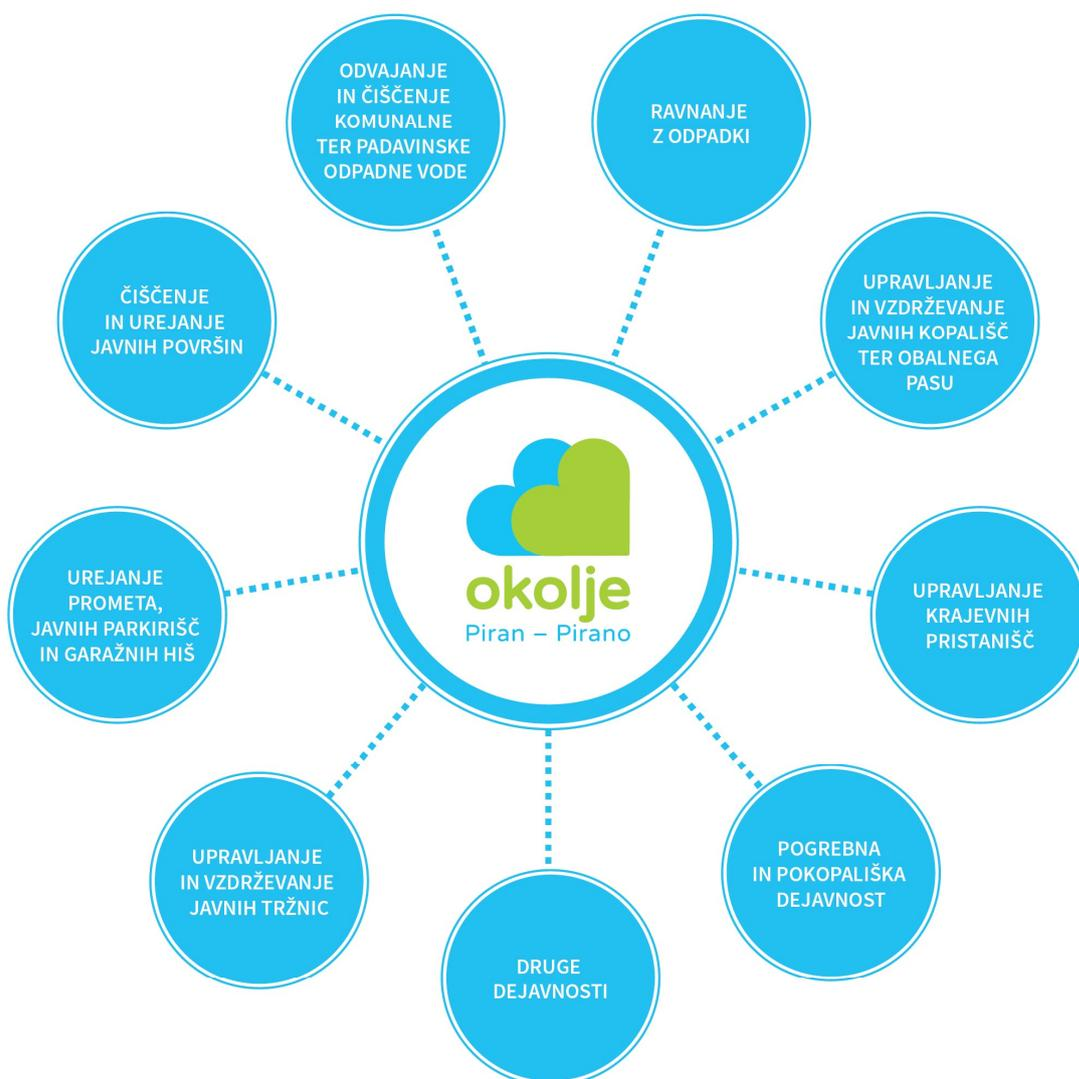 ODVAJANJE
IN ČIŠČENJE
KOMUNALNE
TER PADAVINSKE
ODPADNE VODE
RAVNANJE
Z ODPADKI
ČIŠČENJE
IN UREJANJE
JAVNIH POVRŠIN
UPRAVLJANJE
IN VZDRŽEVANJE
JAVNIH KOPALIŠČ
TER OBALNEGA
PASU
okolje
Piran – Pirano
UREJANJE
PROMETA,
JAVNIH PARKIRIŠČ
IN GARAŽNIH HIŠ
UPRAVLJANJE
KRAJEVNIH
PRISTANIŠČ
UPRAVLJANJE
IN VZDRŽEVANJE
JAVNIH TRŽNIC
POGREBNA
IN POKOPALIŠKA
DEJAVNOST
DRUGE
DEJAVNOSTI